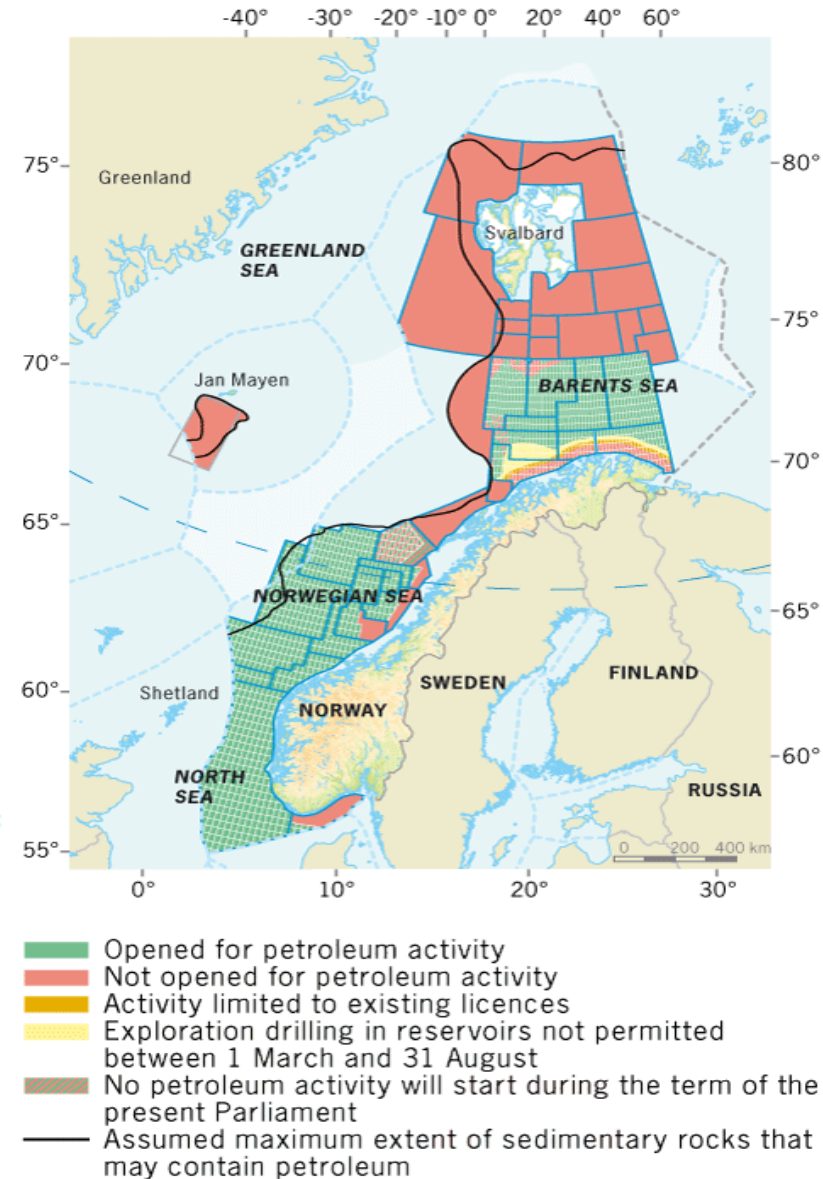 -40° -30° -20° -10° 0° 20° 40° 60°
75°
80°
Greenland
Svalbard
GREENLAND
SEA
75°
70°
Jan Mayen
BARENTS SEA
70°
65°
NORWEGIAN SEA
65°
60°
Shetland
SWEDEN
FINLAND
NORWAY
60°
NORTH
SEA
RUSSIA
55°
0 200 400 km
0° 10° 20° 30°
Opened for petroleum activity
Not opened for petroleum activity
Activity limited to existing licences
Exploration drilling in reservoirs not permitted
between 1 March and 31 August
No petroleum activity will start during the term of the
present Parliament
Assumed maximum extent of sedimentary rocks that
may contain petroleum